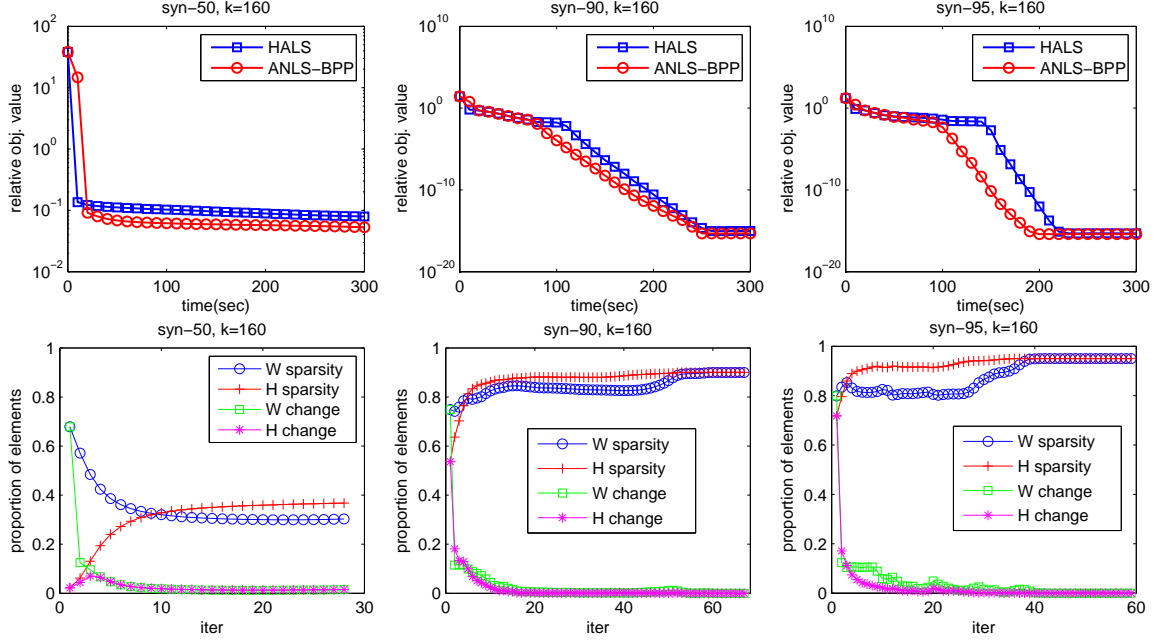 syn−50, k=160
10^2
10^1
10^0
10^−1
10^−2
relative obj. value
HALS
ANLS−BPP
0
100
200
300
time(sec)
syn−90, k=160
10^10
10^0
10^−10
10^−20
relative obj. value
HALS
ANLS−BPP
0
100
200
300
time(sec)
syn−95, k=160
10^10
10^0
10^−10
10^−20
relative obj. value
HALS
ANLS−BPP
0
100
200
300
time(sec)
syn−50, k=160
1
0.8
0.6
0.4
0.2
0
proportion of elements
W sparsity
H sparsity
W change
H change
0
10
20
30
iter
syn−90, k=160
1
0.8
0.6
0.4
0.2
0
proportion of elements
W sparsity
H sparsity
W change
H change
0
20
40
60
iter
syn−95, k=160
1
0.8
0.6
0.4
0.2
0
proportion of elements
W sparsity
H sparsity
W change
H change
0
20
40
60
iter